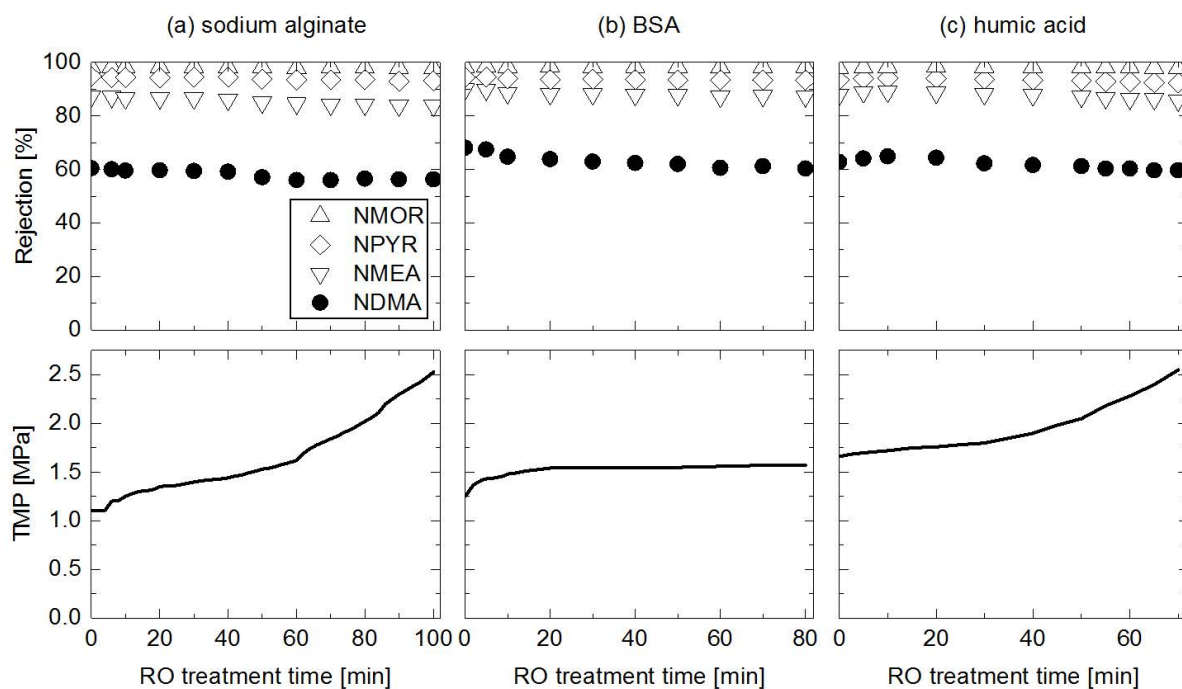 (a) sodium alginate
(b) BSA
(c) humic acid
Rejection [%]
100
80
60
40
20
0
NMOR
NPYR
NMEA
NDMA
TMP [MPa]
2.5
2.0
1.5
1.0
0.5
0.0
0 20 40 60 80 100
0 20 40 60 80
0 20 40 60
RO treatment time [min]
RO treatment time [min]
RO treatment time [min]